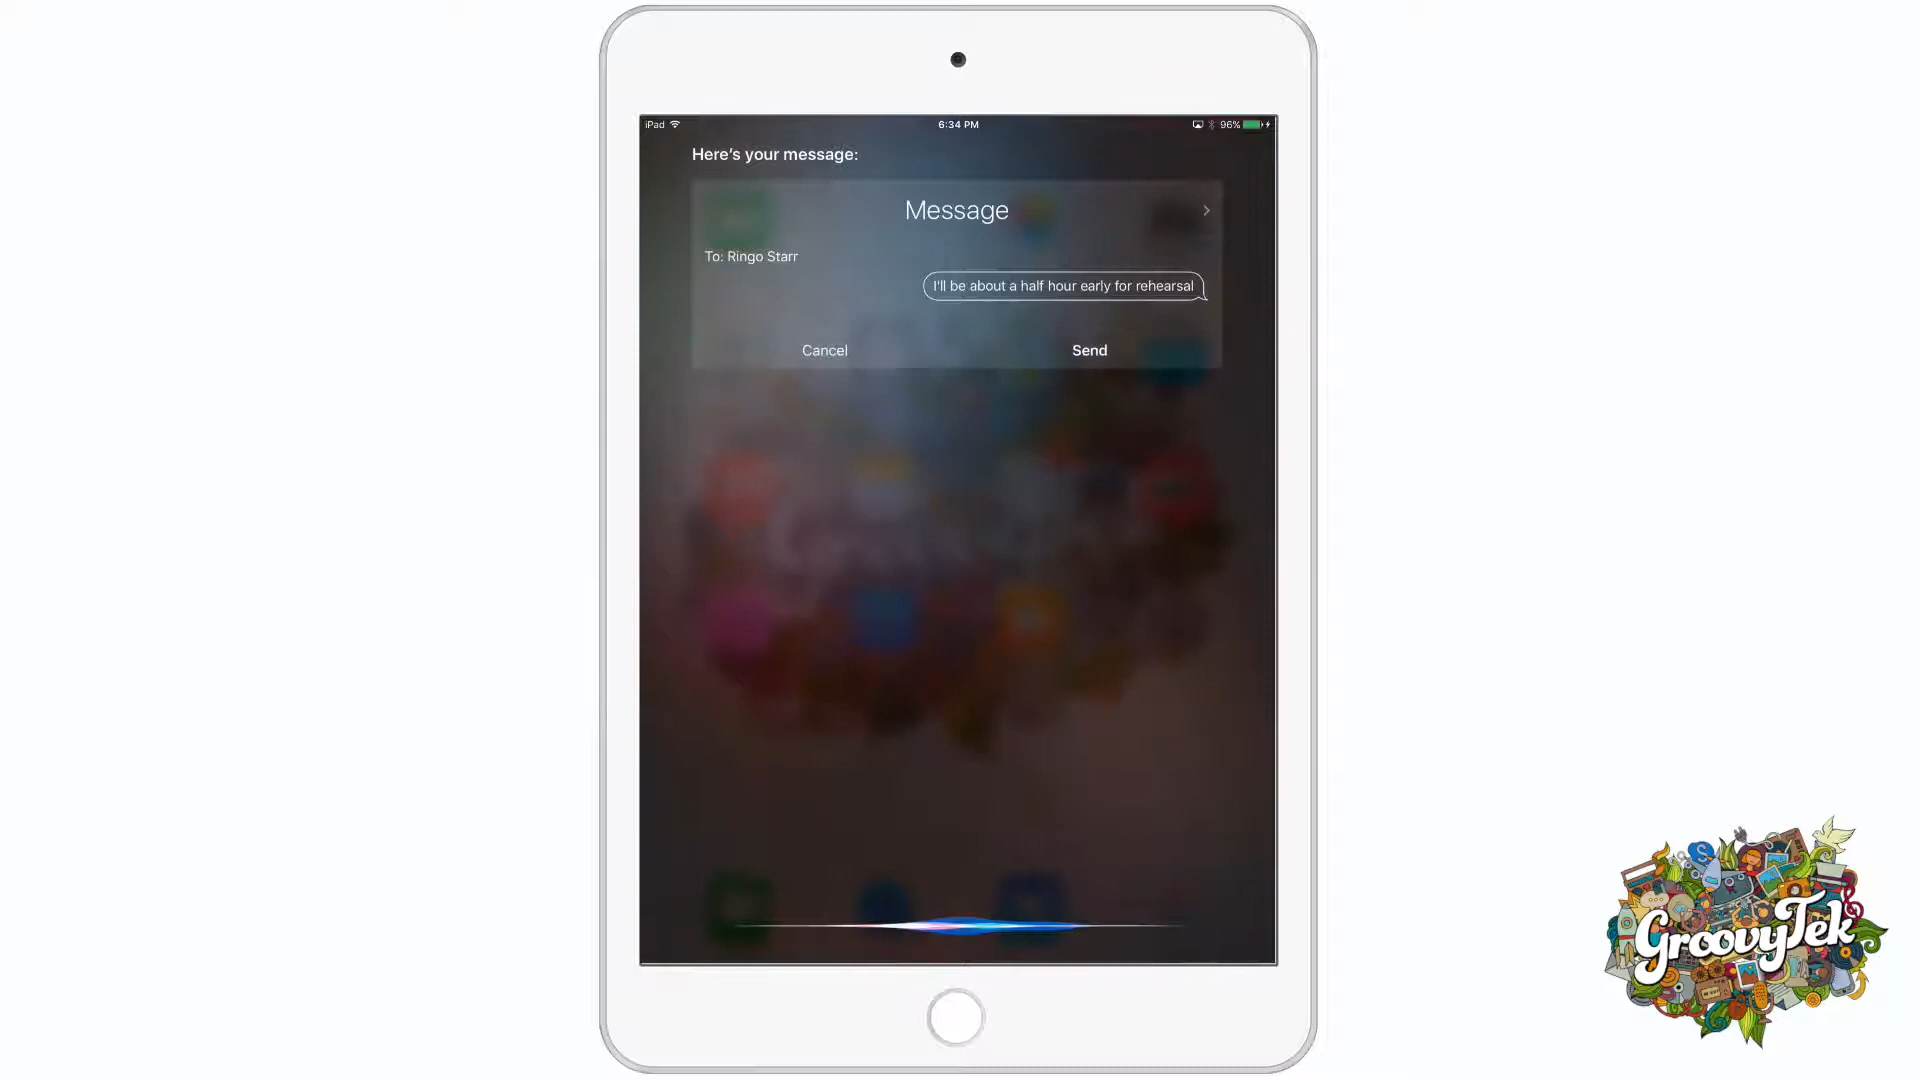 iPad
6:34 PM
96%
Here's your message:
Message
To: Ringo Starr
I'll be about a half hour early for rehearsal
Cancel
Send
GroovyTek